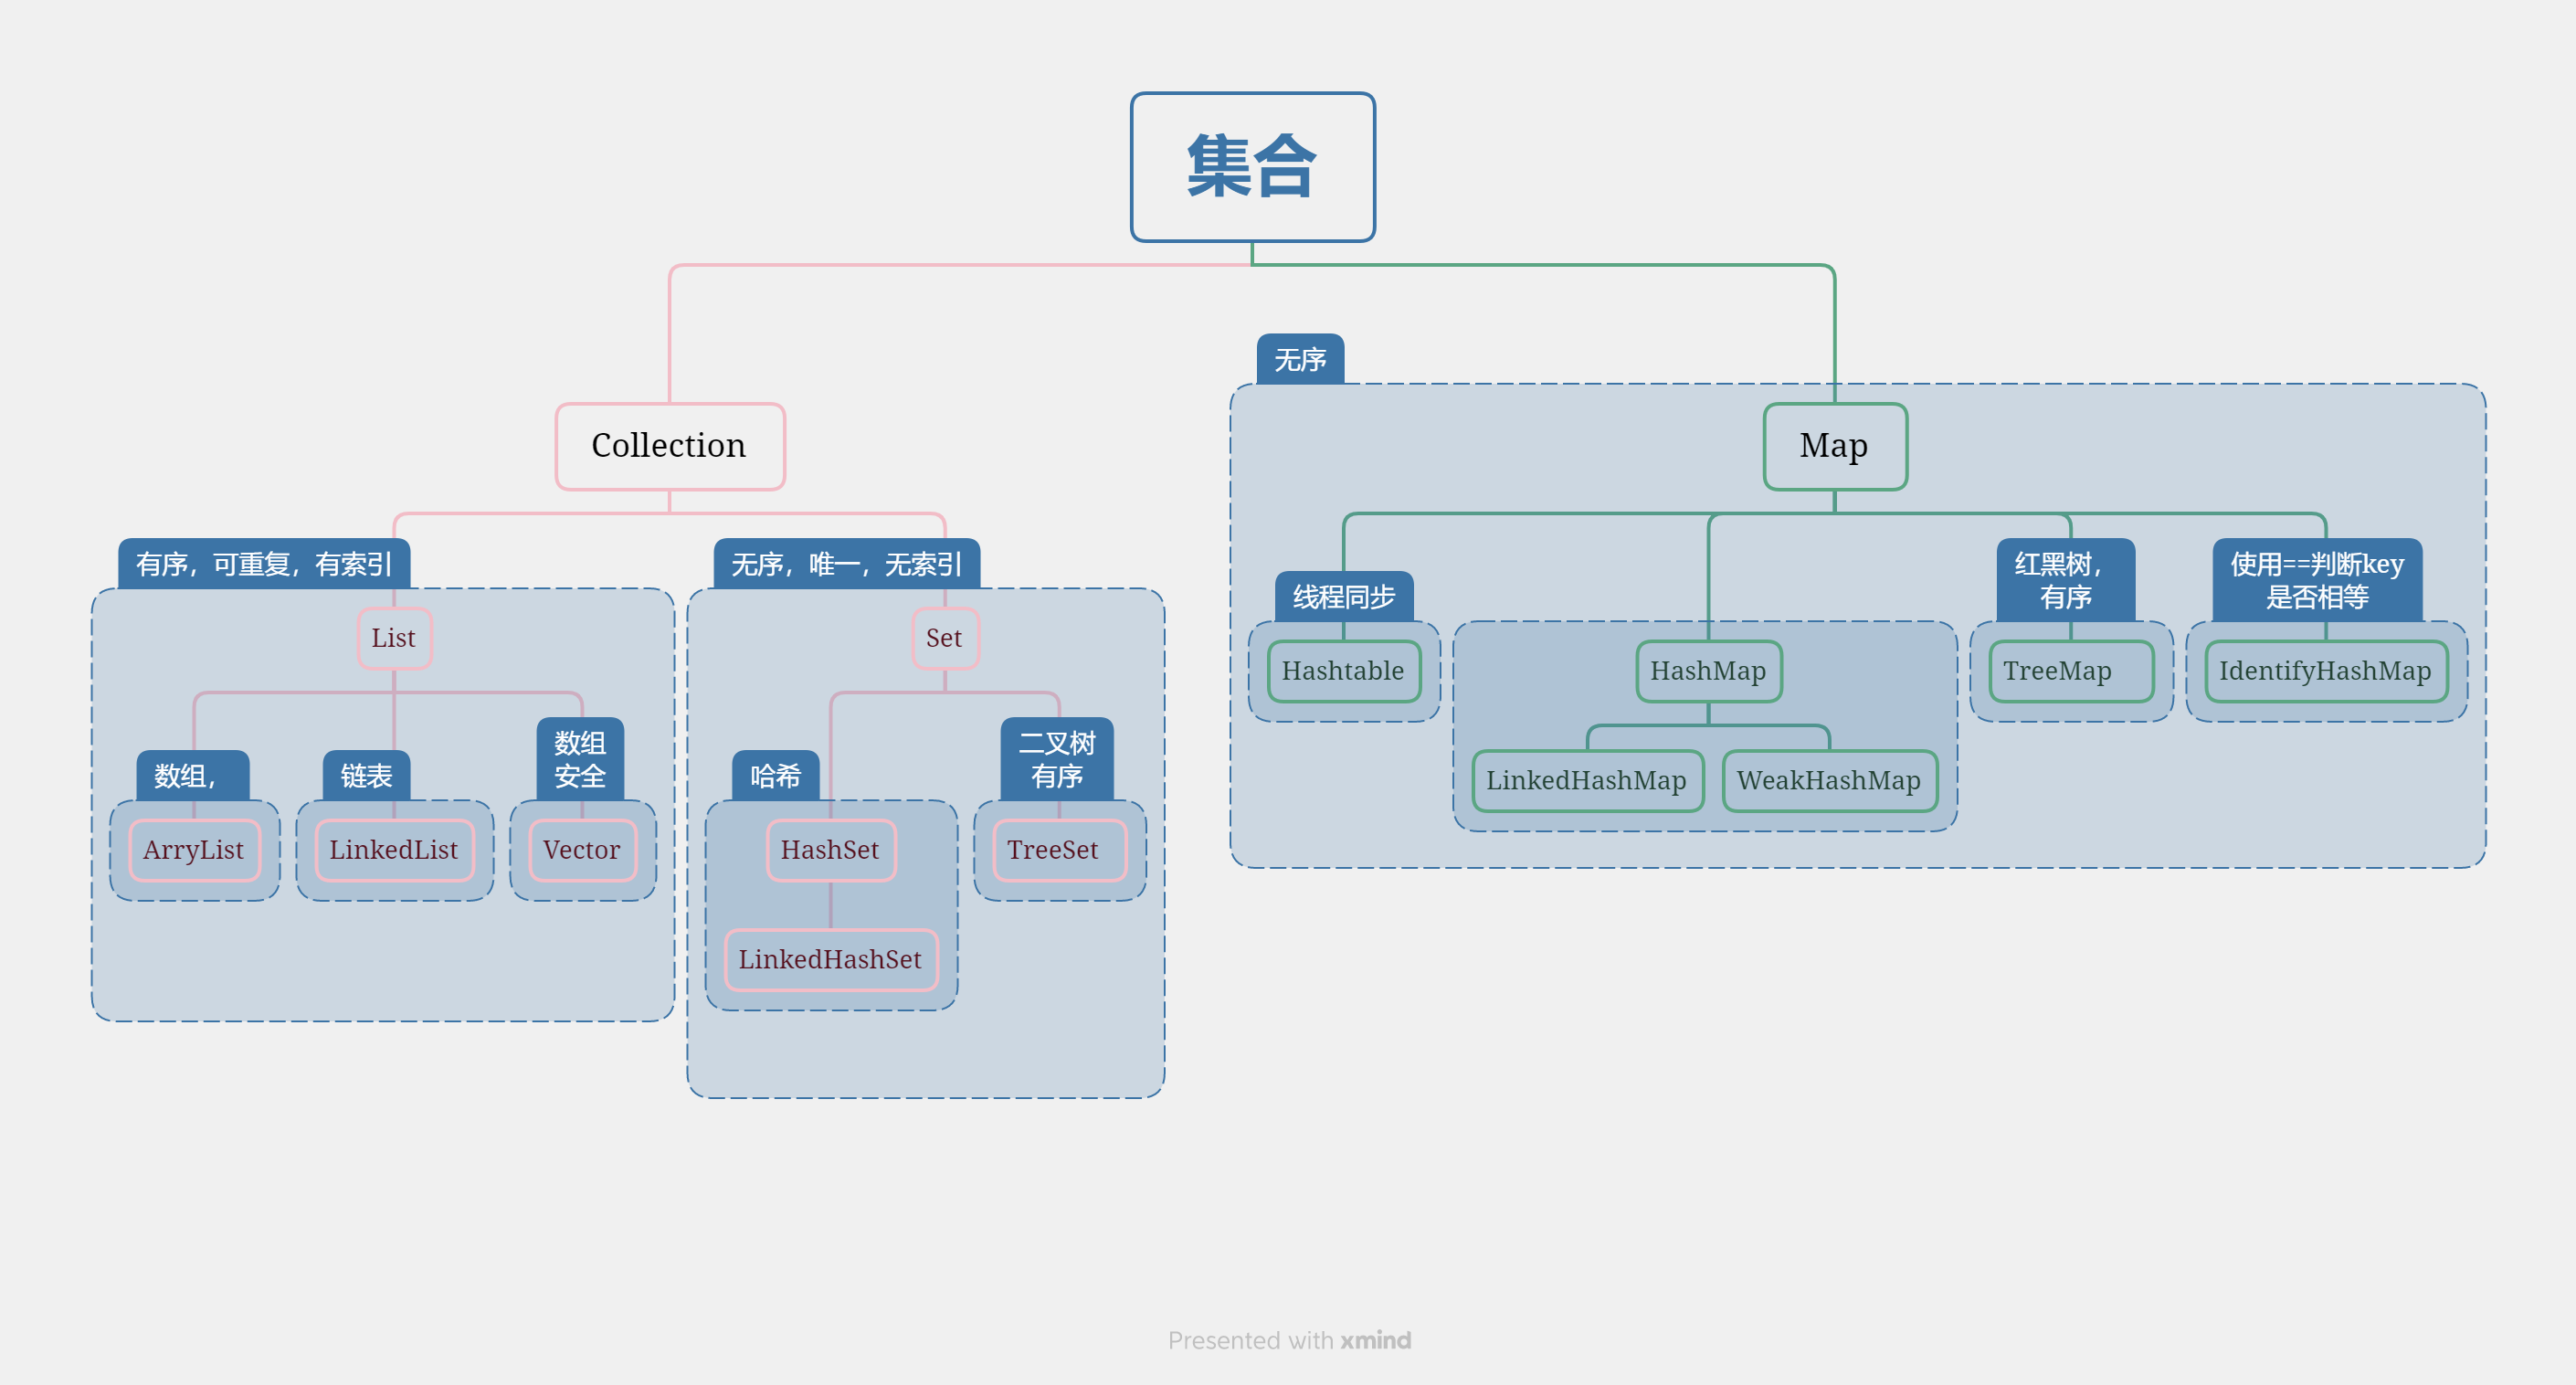 集合
无序
Collection
Map
有序，可重复，有索引
无序，唯一，无索引
线程同步
红黑树，
有序
使用==判断key
是否相等
List
Set
Hashtable
HashMap
TreeMap
IdentifyHashMap
数组，
链表
数组
安全
哈希
二叉树
有序
LinkedHashMap
WeakHashMap
ArryList
LinkedList
Vector
HashSet
TreeSet
LinkedHashSet
Presented with xmind